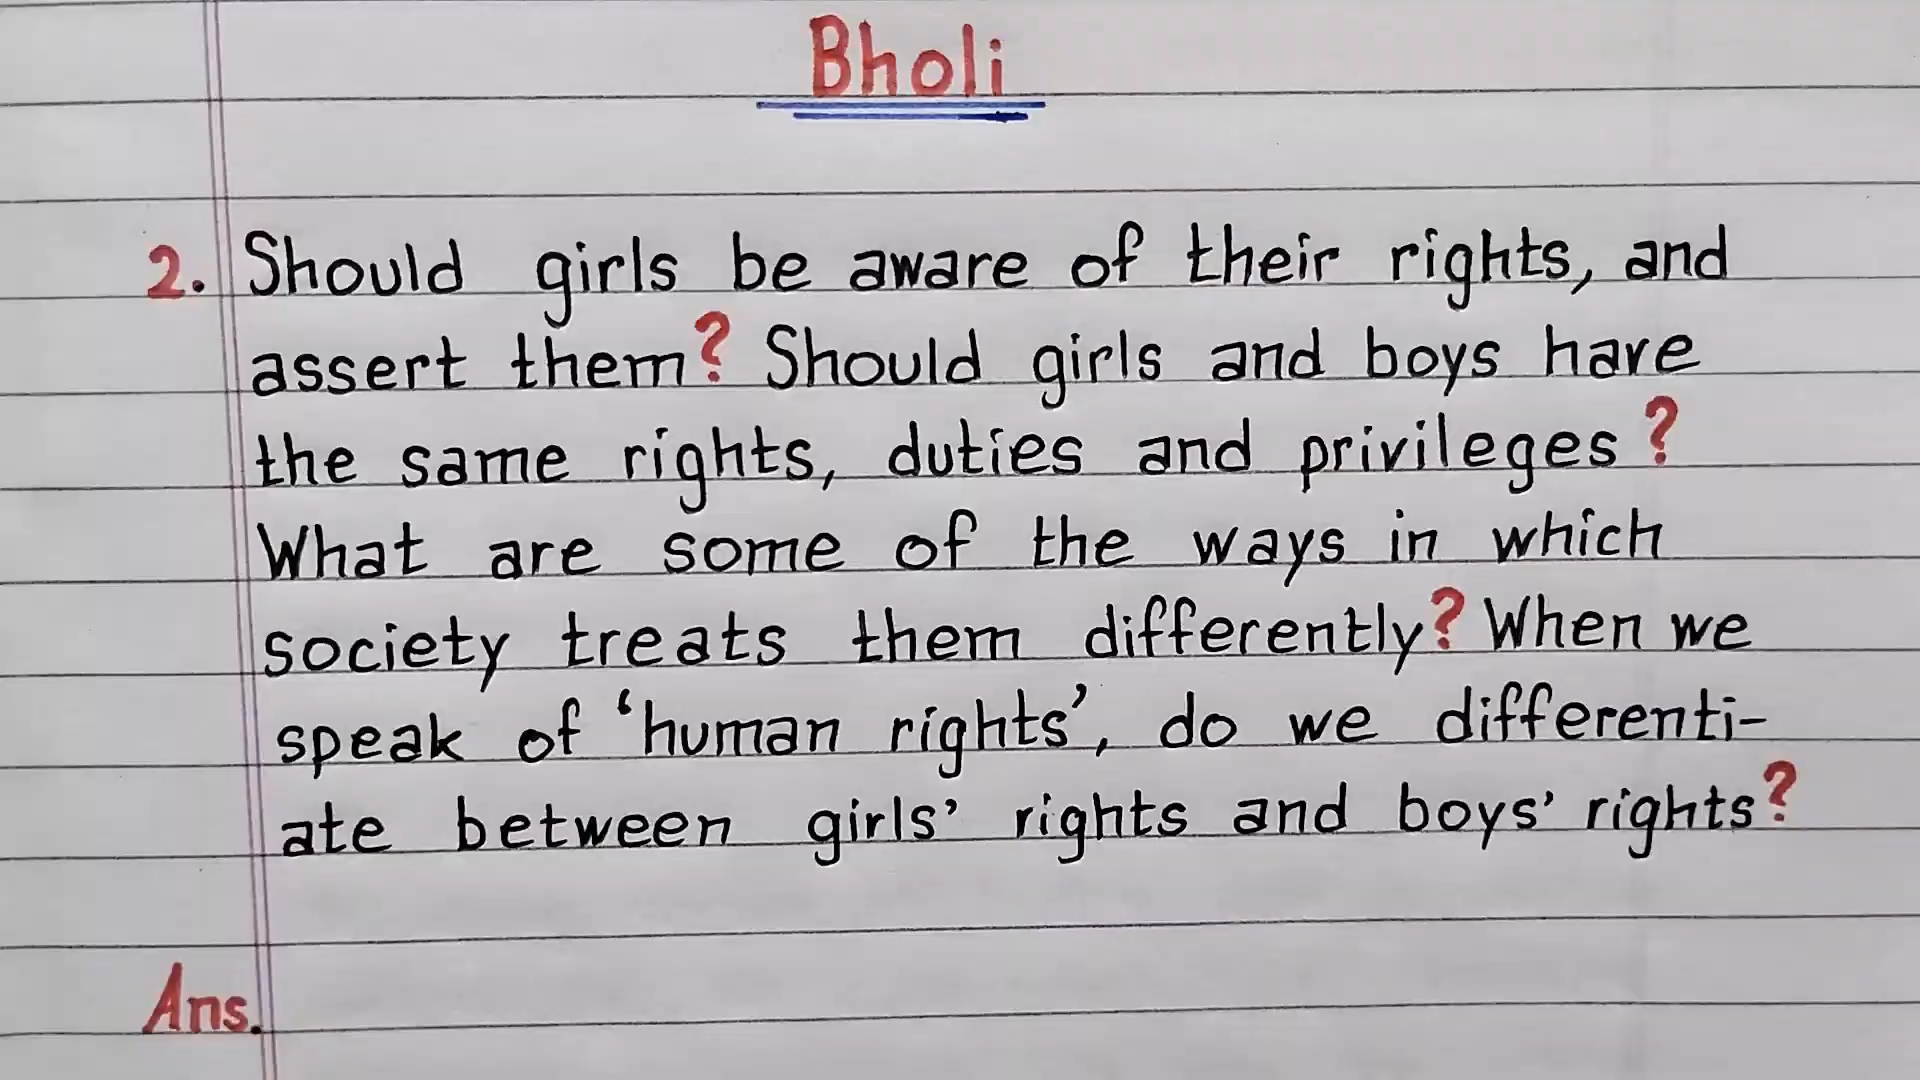 Bholi
2. Should girls be aware of their rights, and
assert them? Should girls and boys have
the same rights, duties and privileges?
What are some of the ways in which
society treats them differently? When we
speak of ‘human rights’, do we differenti-
ate between girls’ rights and boys’ rights?
Ans.